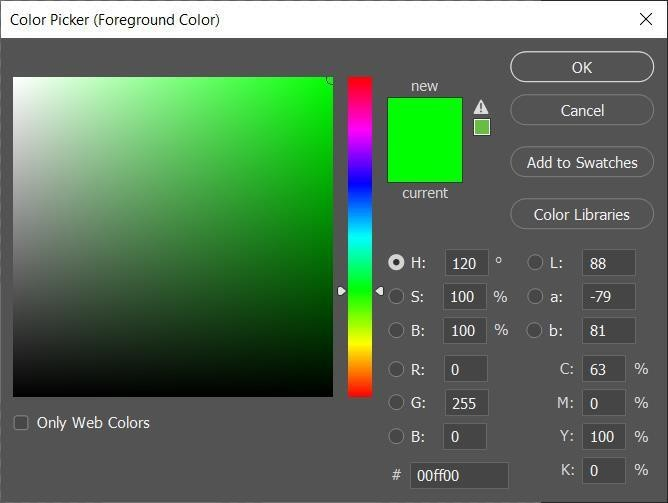 Color Picker (Foreground Color)
new
current
OK
Cancel
Add to Swatches
Color Libraries
H: 120 °
S: 100 %
B: 100 %
R: 0
G: 255
B: 0
# 00ff00
L: 88
a: -79
b: 81
C: 63 %
M: 0 %
Y: 100 %
K: 0 %
Only Web Colors